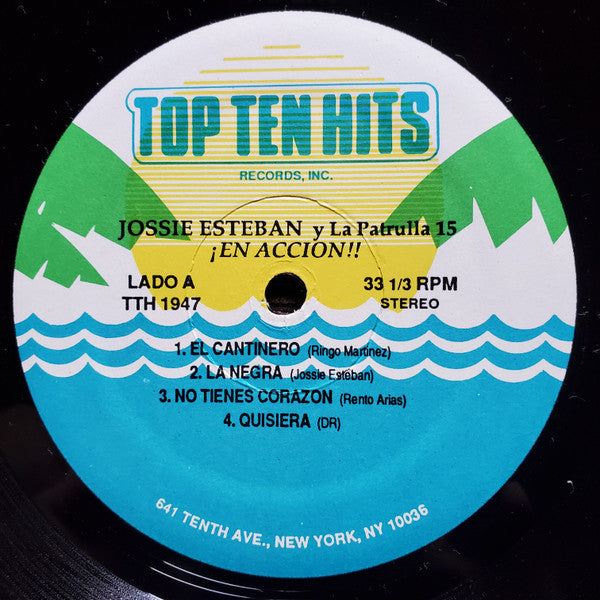 TOP TEN HITS
RECORDS, INC.
JOSSIE ESTEBAN y La Patrulla 15
¡EN ACCION!!
LADO A
TTH 1947
33 1/3 RPM
STEREO
1. EL CANTINERO (Ringo Martinez)
2. LA NEGRA (Jossie Esteban)
3. NO TIENES CORAZON (Rento Arias)
4. QUISIERA (DR)
641 TENTH AVE., NEW YORK, NY 10036